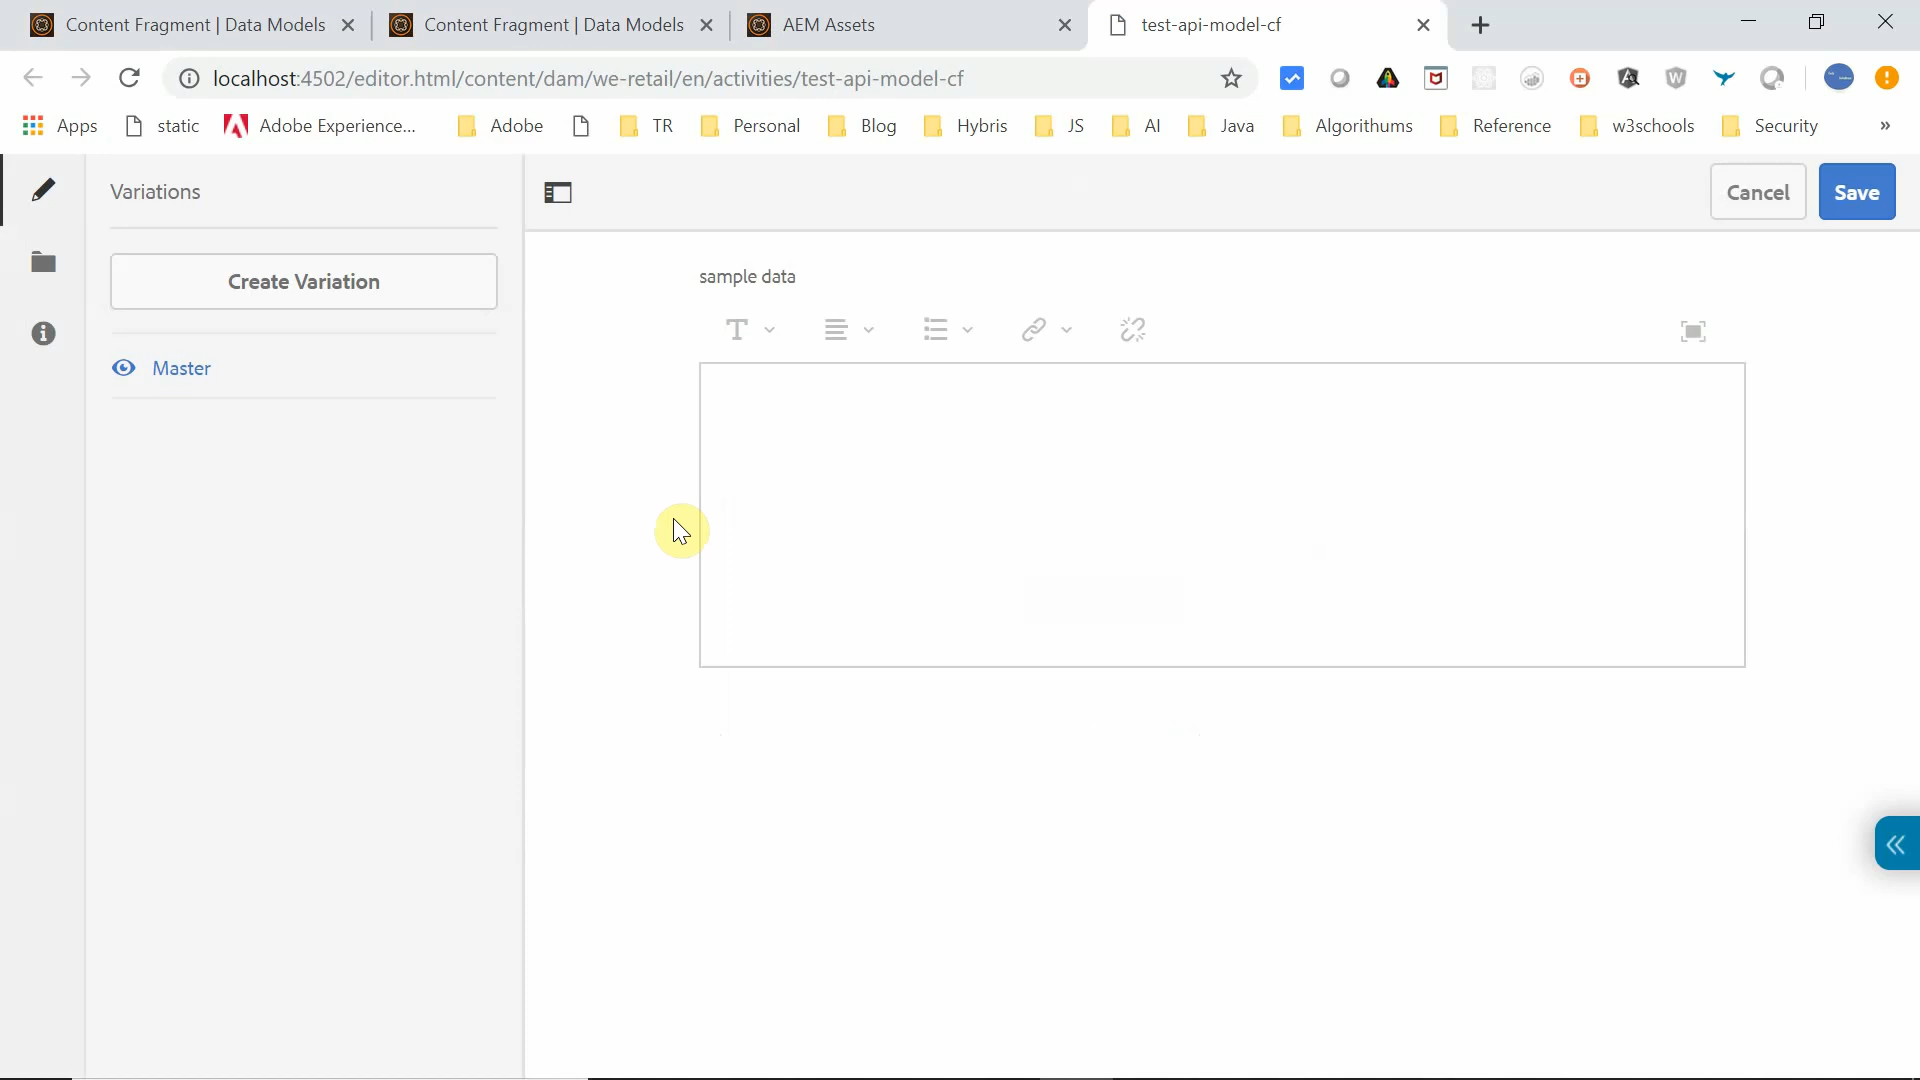 Content Fragment | Data Models
Content Fragment | Data Models
AEM Assets
test-api-model-cf
localhost:4502/editor.html/content/dam/we-retail/en/activities/test-api-model-cf
Apps
static
Adobe Experience...
Adobe
TR
Personal
Blog
Hybris
JS
AI
Java
Algorithums
Reference
w3schools
Security
»
Variations
Cancel
Save
Create Variation
sample data
Master